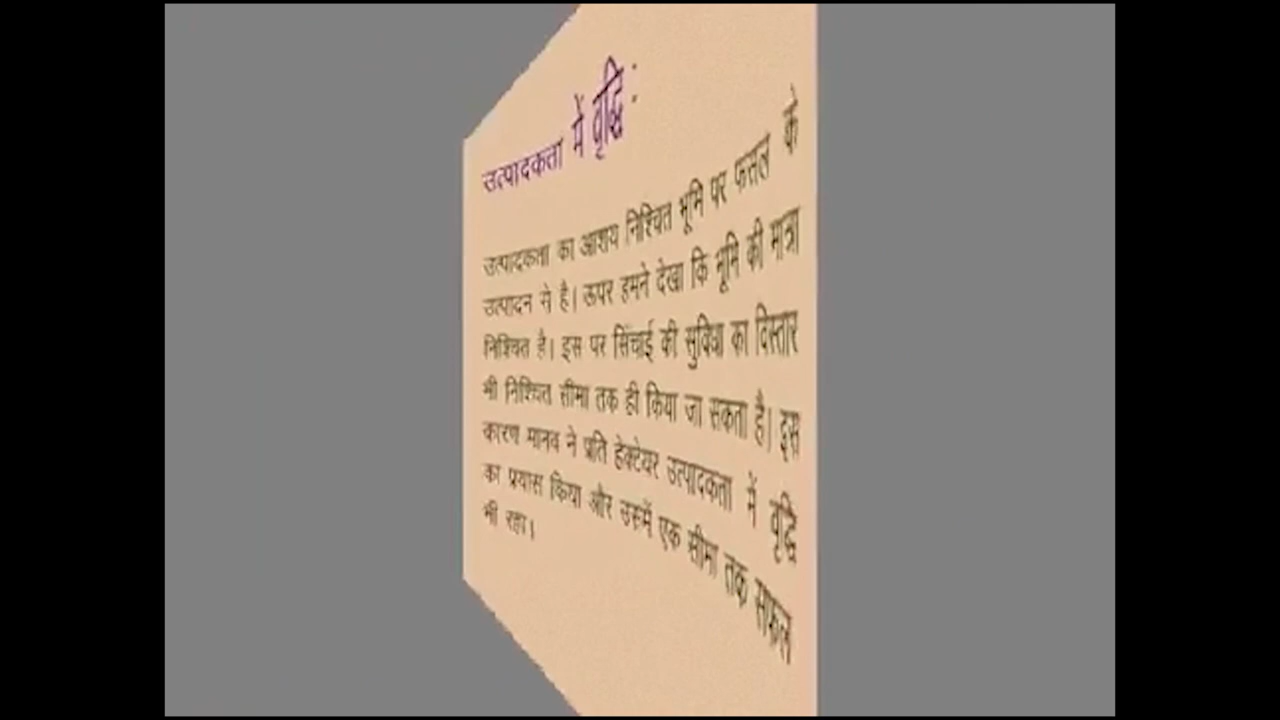 उत्पादकता में वृद्धि :
उत्पादकता का आशय निश्चित भूमि पर फसल के
उत्पादन से है। ऊपर हमने देखा कि भूमि की मात्रा
निश्चित है। इस पर सिंचाई की सुविधा का विस्तार
भी निश्चित सीमा तक ही किया जा सकता है। इस
कारण मानव ने प्रति हेक्टेयर उत्पादकता में वृद्धि
का प्रयास किया और उसमें एक सीमा तक सफल
भी रहा।